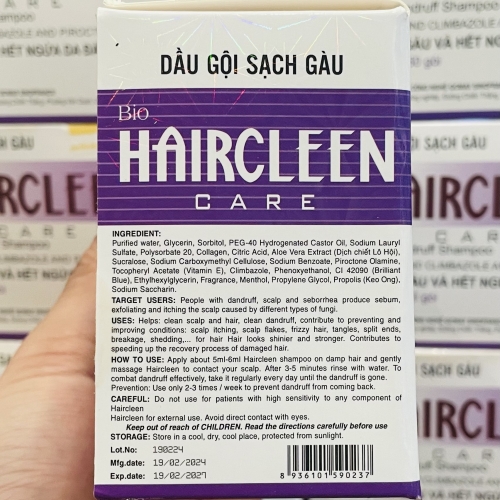 Dandruff Shampoo
DẦU GỘI SẠCH GÀU
Bio
HAIRCLEEN
CARE
INGREDIENT:
Purified water, Glycerin, Sorbitol, PEG-40 Hydrogenated Castor Oil, Sodium Lauryl
Sulfate, Polysorbate 20, Collagen, Citric Acid, Aloe Vera Extract (Dịch chiết Lô Hội),
Sucralose, Sodium Carboxymethyl Cellulose, Sodium Benzoate, Piroctone Olamine,
Tocopheryl Acetate (Vitamin E), Climbazole, Phenoxyethanol, CI 42090 (Brilliant
Blue), Ethylhexylglycerin, Fragrance, Menthol, Propylene Glycol, Propolis (Keo Ong),
Sodium Saccharin.
TARGET USERS: People with dandruff, scalp and seborrhea produce sebum,
exfoliating and itching the scalp caused by different types of fungi.
USES: Helps: clean scalp and hair, clean dandruff, Contribute to preventing and
improving conditions: scalp itching, scalp flakes, frizzy hair, tangles, split ends,
breakage, shedding,... for hair Hair looks shinier and stronger. Contributes to
speeding up the recovery process of damaged hair.
HOW TO USE: Apply about 5ml-6ml Haircleen shampoo on damp hair and gently
massage Haircleen to contact your scalp. After 3-5 minutes rinse with water. To
combat dandruff effectively, take it regularly every day until the dandruff is gone.
Prevention: Use only 2-3 times / week to prevent dandruff from coming back.
CAREFUL: Do not use for patients with high sensitivity to any component of
Haircleen
Haircleen for external use. Avoid direct contact with eyes.
Keep out of reach of CHILDREN. Read the directions carefully before use
STORAGE: Store in a cool, dry, cool place, protected from sunlight.
Lot.No: 190224
Mfg.date: 19/02/2024
Exp.date: 19/02/2027
8 936101 590237